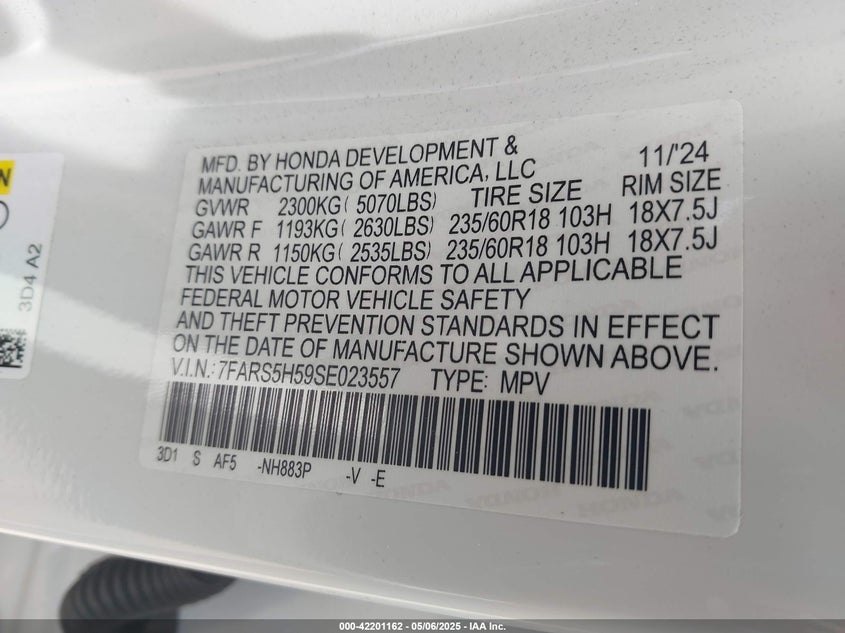 MFD. BY HONDA DEVELOPMENT & 11/'24
MANUFACTURING OF AMERICA, LLC
GVWR 2300KG( 5070LBS) TIRE SIZE RIM SIZE
GAWR F 1193KG( 2630LBS) 235/60R18 103H 18X7.5J
GAWR R 1150KG( 2535LBS) 235/60R18 103H 18X7.5J
THIS VEHICLE CONFORMS TO ALL APPLICABLE
FEDERAL MOTOR VEHICLE SAFETY
AND THEFT PREVENTION STANDARDS IN EFFECT
ON THE DATE OF MANUFACTURE SHOWN ABOVE.
V.I.N.:7FARS5H59SE023557 TYPE: MPV
3D1 S AF5 -NH883P -V -E
N
3D4 A2
000-42201162 - 05/06/2025 - IAA Inc.